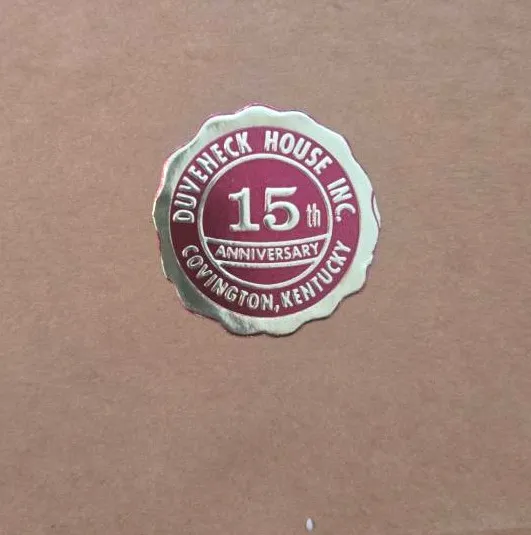 DUVENECK HOUSE INC.
15th
ANNIVERSARY
COVINGTON, KENTUCKY